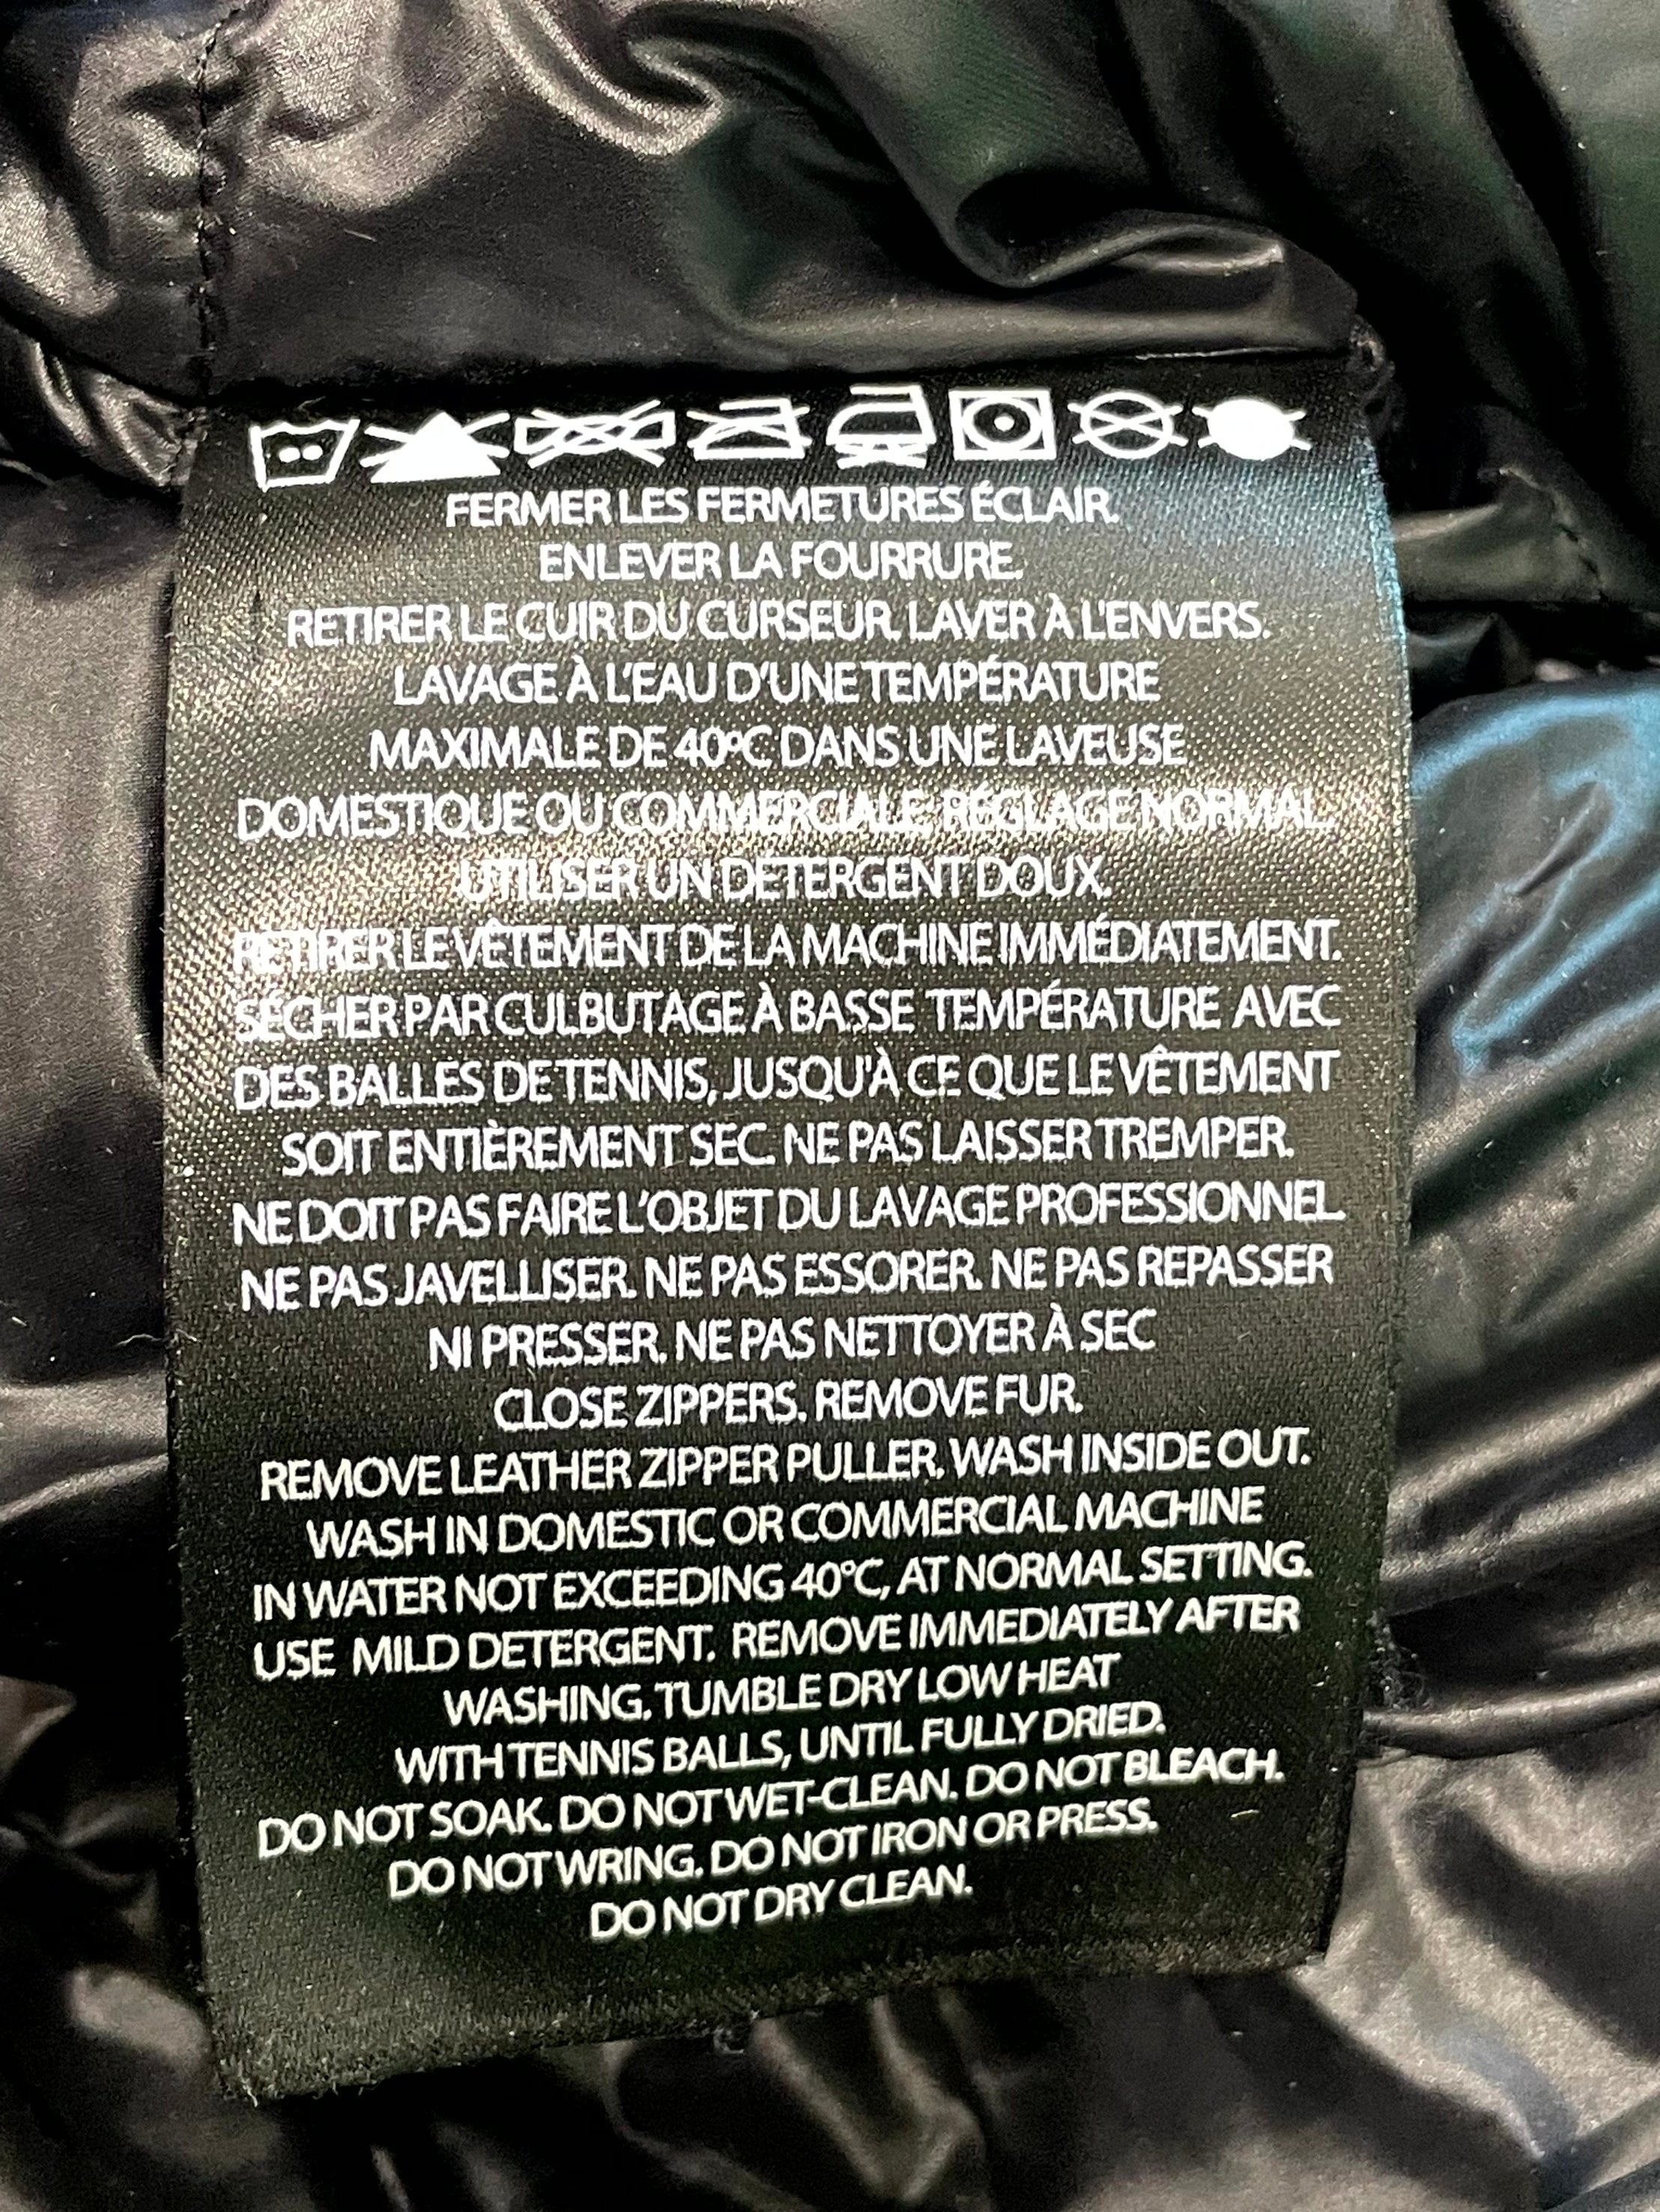 FERMER LES FERMETURES ÉCLAIR.
ENLEVER LA FOURRURE.
RETIRER LE CUIR DU CURSEUR. LAVER À L'ENVERS.
LAVAGE À L'EAU D'UNE TEMPÉRATURE
MAXIMALE DE 40ºC DANS UNE LAVEUSE
DOMESTIQUE OU COMMERCIALE, RÉGLAGE NORMAL.
UTILISER UN DETERGENT DOUX.
RETIRER LE VÊTEMENT DE LA MACHINE IMMÉDIATEMENT.
SÉCHER PAR CULBUTAGE À BASSE TEMPÉRATURE AVEC
DES BALLES DE TENNIS, JUSQU'À CE QUE LE VÊTEMENT
SOIT ENTIÈREMENT SEC. NE PAS LAISSER TREMPER.
NE DOIT PAS FAIRE L'OBJET DU LAVAGE PROFESSIONNEL.
NE PAS JAVELLISER. NE PAS ESSORER. NE PAS REPASSER
NI PRESSER. NE PAS NETTOYER À SEC
CLOSE ZIPPERS. REMOVE FUR.
REMOVE LEATHER ZIPPER PULLER. WASH INSIDE OUT.
WASH IN DOMESTIC OR COMMERCIAL MACHINE
IN WATER NOT EXCEEDING 40°C, AT NORMAL SETTING.
USE MILD DETERGENT. REMOVE IMMEDIATELY AFTER
WASHING. TUMBLE DRY LOW HEAT
WITH TENNIS BALLS, UNTIL FULLY DRIED.
DO NOT SOAK. DO NOT WET-CLEAN. DO NOT BLEACH.
DO NOT WRING. DO NOT IRON OR PRESS.
DO NOT DRY CLEAN.